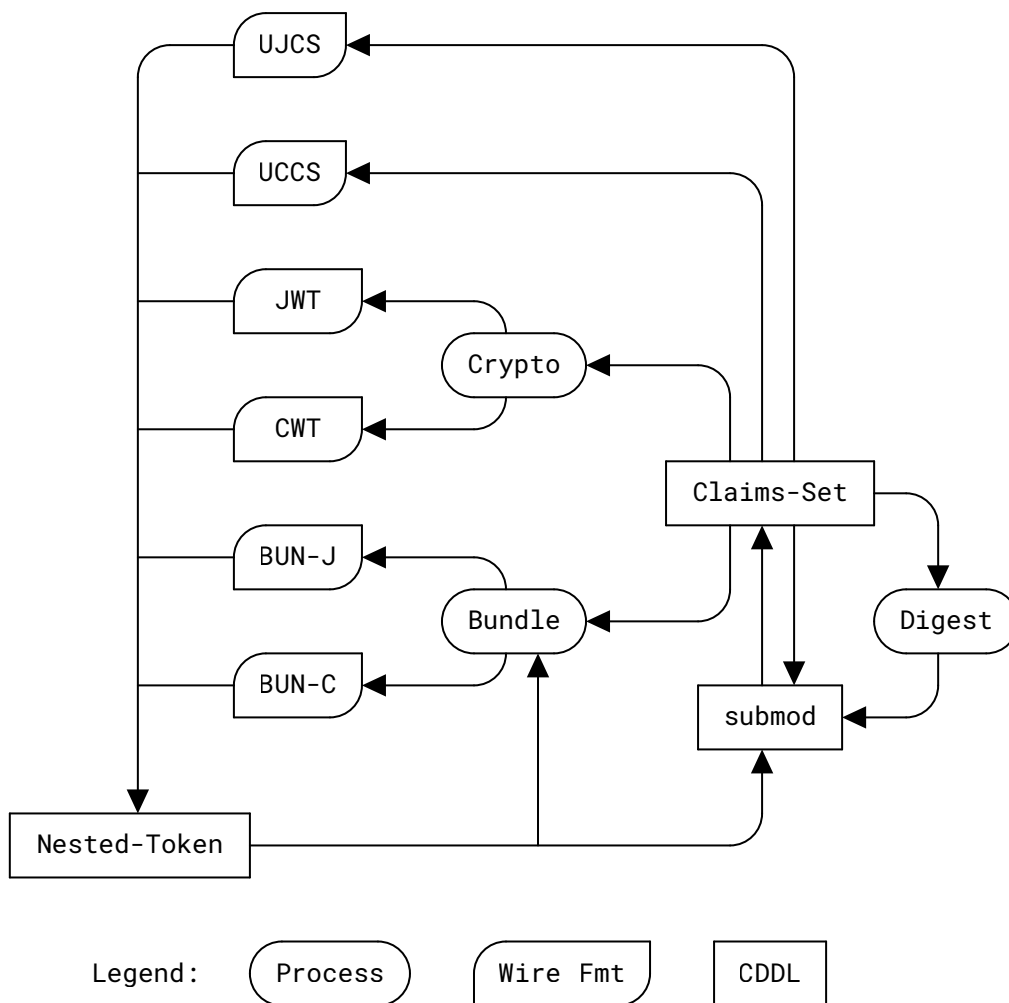 UJCS
UCCS
JWT
Crypto
CWT
Claims-Set
BUN-J
Bundle
Digest
BUN-C
submod
Nested-Token
Legend: Process Wire Fmt CDDL